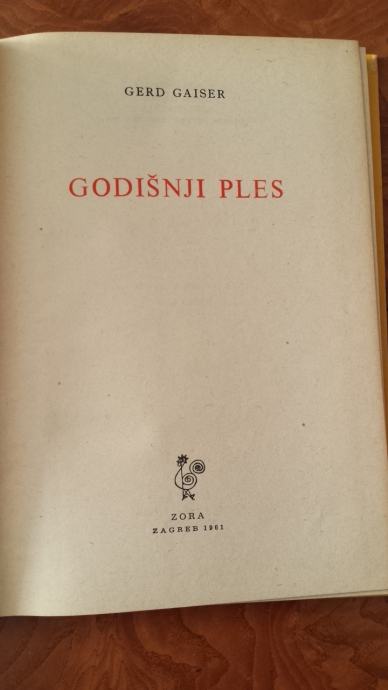 GERD GAISER
GODIŠNJI PLES
ZORA
ZAGREB 1961